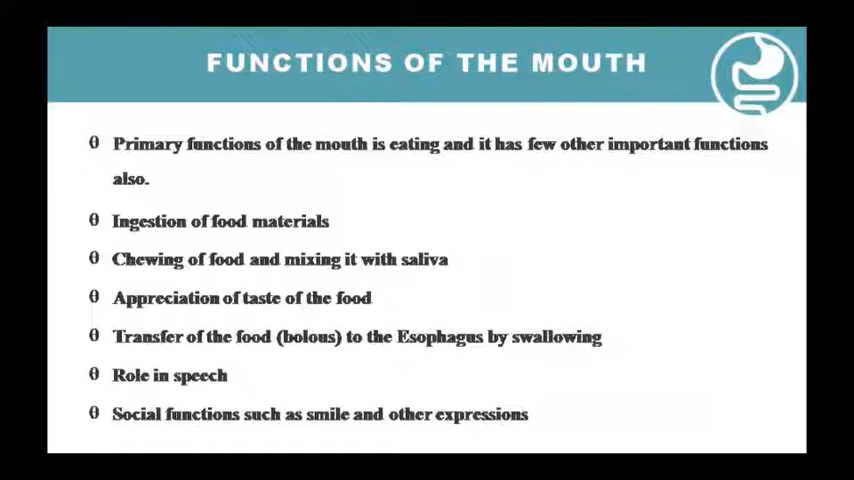 FUNCTIONS OF THE MOUTH
θ Primary functions of the mouth is eating and it has few other important functions
also.
θ Ingestion of food materials
θ Chewing of food and mixing it with saliva
θ Appreciation of taste of the food
θ Transfer of the food (bolous) to the Esophagus by swallowing
θ Role in speech
θ Social functions such as smile and other expressions